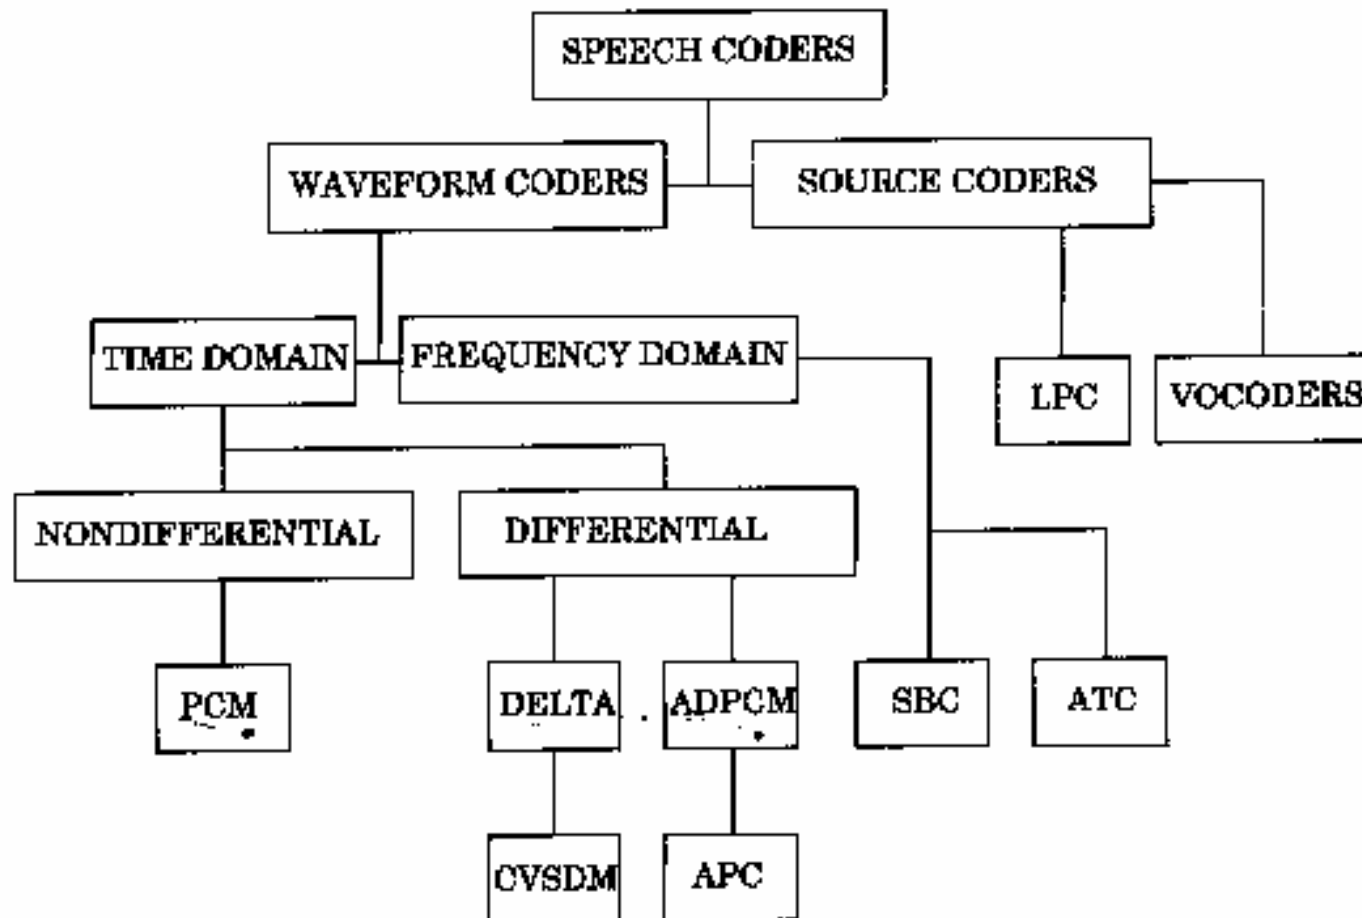 SPEECH CODERS
WAVEFORM CODERS
SOURCE CODERS
TIME DOMAIN
FREQUENCY DOMAIN
LPC
VOCODERS
NONDIFFERENTIAL
DIFFERENTIAL
PCM
DELTA
ADPCM
SBC
ATC
CVSDM
APC